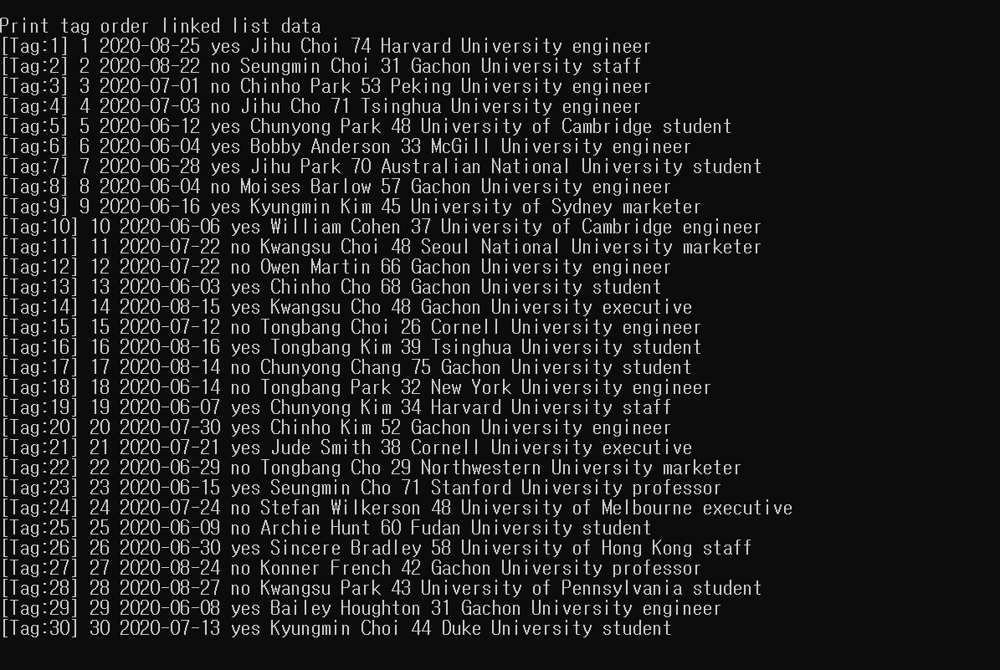 Print tag order linked list data
[Tag:1] 1 2020-08-25 yes Jihu Choi 74 Harvard University engineer
[Tag:2] 2 2020-08-22 no Seungmin Choi 31 Gachon University staff
[Tag:3] 3 2020-07-01 no Chinho Park 53 Peking University engineer
[Tag:4] 4 2020-07-03 no Jihu Cho 71 Tsinghua University engineer
[Tag:5] 5 2020-06-12 yes Chunyong Park 48 University of Cambridge student
[Tag:6] 6 2020-06-04 yes Bobby Anderson 33 McGill University engineer
[Tag:7] 7 2020-06-28 yes Jihu Park 70 Australian National University student
[Tag:8] 8 2020-06-04 no Moises Barlow 57 Gachon University engineer
[Tag:9] 9 2020-06-16 yes Kyungmin Kim 45 University of Sydney marketer
[Tag:10] 10 2020-06-06 yes William Cohen 37 University of Cambridge engineer
[Tag:11] 11 2020-07-22 no Kwangsu Choi 48 Seoul National University marketer
[Tag:12] 12 2020-07-22 no Owen Martin 66 Gachon University engineer
[Tag:13] 13 2020-06-03 yes Chinho Cho 68 Gachon University student
[Tag:14] 14 2020-08-15 yes Kwangsu Cho 48 Gachon University executive
[Tag:15] 15 2020-07-12 no Tongbang Choi 26 Cornell University engineer
[Tag:16] 16 2020-08-16 yes Tongbang Kim 39 Tsinghua University student
[Tag:17] 17 2020-08-14 no Chunyong Chang 75 Gachon University student
[Tag:18] 18 2020-06-14 no Tongbang Park 32 New York University engineer
[Tag:19] 19 2020-06-07 yes Chunyong Kim 34 Harvard University staff
[Tag:20] 20 2020-07-30 yes Chinho Kim 52 Gachon University engineer
[Tag:21] 21 2020-07-21 yes Jude Smith 38 Cornell University executive
[Tag:22] 22 2020-06-29 no Tongbang Cho 29 Northwestern University marketer
[Tag:23] 23 2020-06-15 yes Seungmin Cho 71 Stanford University professor
[Tag:24] 24 2020-07-24 no Stefan Wilkerson 48 University of Melbourne executive
[Tag:25] 25 2020-06-09 no Archie Hunt 60 Fudan University student
[Tag:26] 26 2020-06-30 yes Sincere Bradley 58 University of Hong Kong staff
[Tag:27] 27 2020-08-24 no Konner French 42 Gachon University professor
[Tag:28] 28 2020-08-27 no Kwangsu Park 43 University of Pennsylvania student
[Tag:29] 29 2020-06-08 yes Bailey Houghton 31 Gachon University engineer
[Tag:30] 30 2020-07-13 yes Kyungmin Choi 44 Duke University student